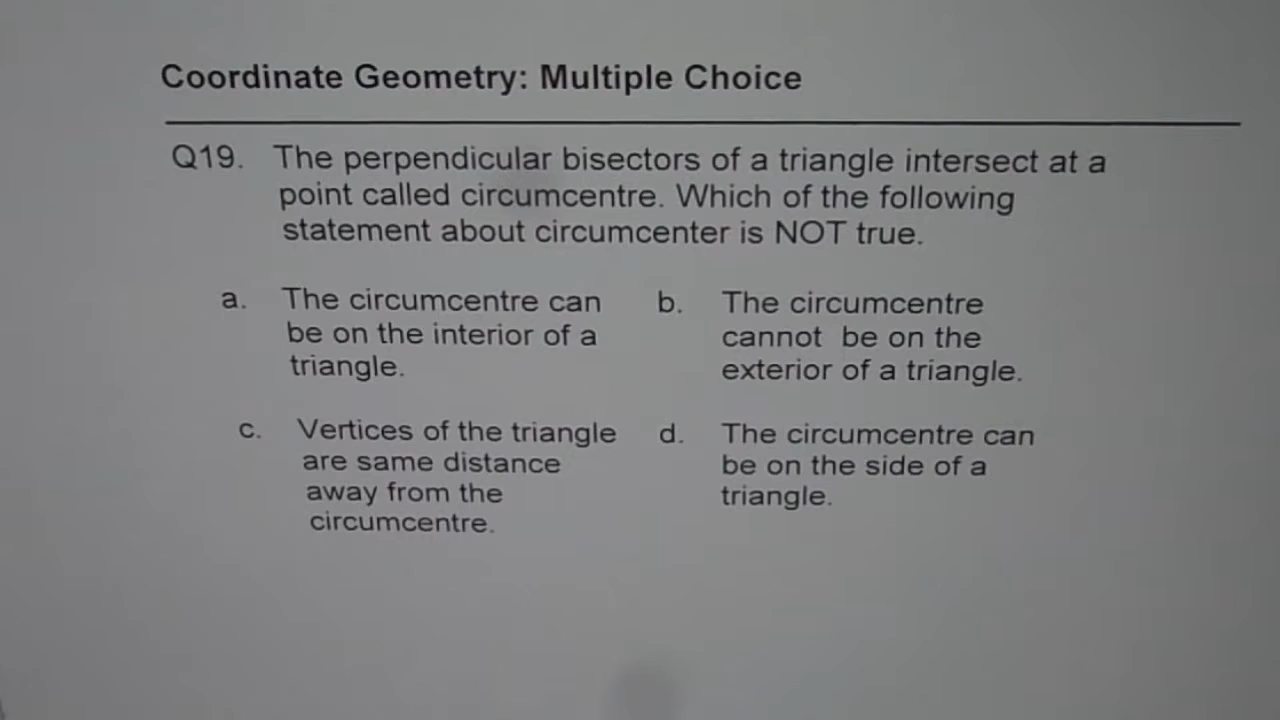 Coordinate Geometry: Multiple Choice
Q19. The perpendicular bisectors of a triangle intersect at a
point called circumcentre. Which of the following
statement about circumcenter is NOT true.
a. The circumcentre can
be on the interior of a
triangle.
b. The circumcentre
cannot be on the
exterior of a triangle.
c. Vertices of the triangle
are same distance
away from the
circumcentre.
d. The circumcentre can
be on the side of a
triangle.